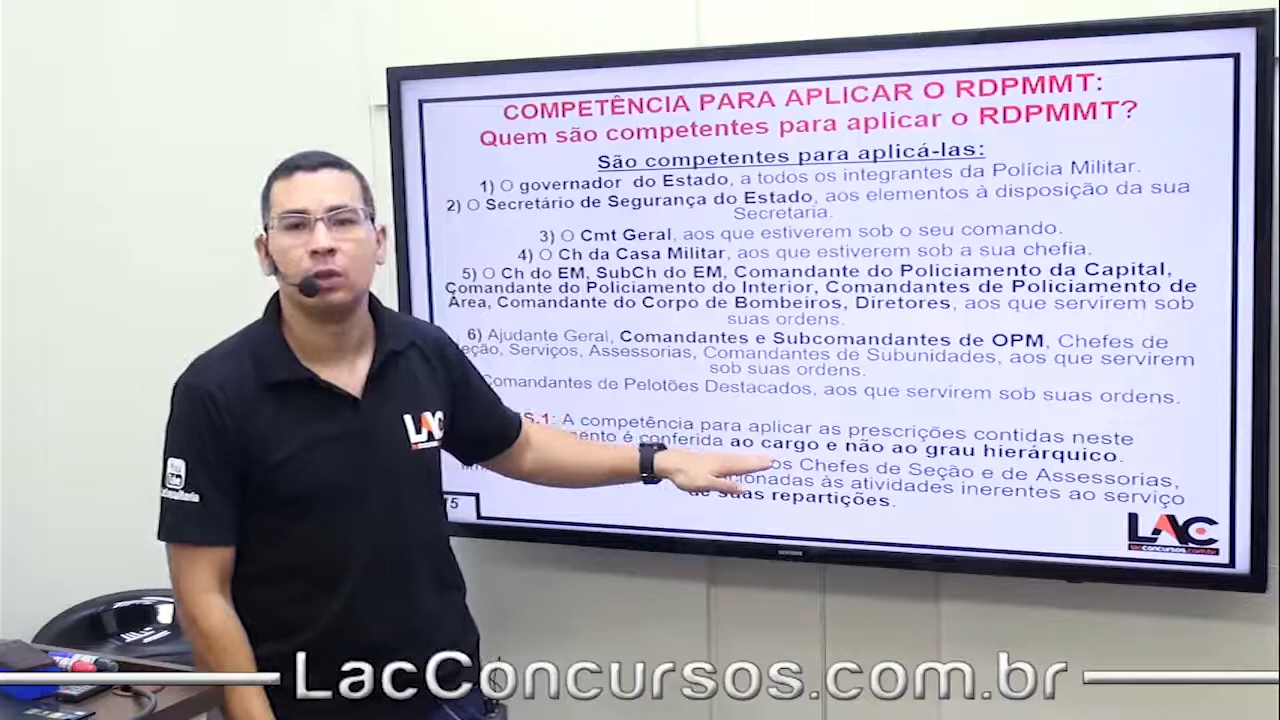 COMPETÊNCIA PARA APLICAR O RDPMMT:
Quem são competentes para aplicar o RDPMMT?
São competentes para aplicá-las:
1) O governador do Estado, a todos os integrantes da Polícia Militar.
2) O Secretário de Segurança do Estado, aos elementos à disposição da sua
Secretaria.
3) O Cmt Geral, aos que estiverem sob o seu comando.
4) O Ch da Casa Militar, aos que estiverem sob a sua chefia.
5) O Ch do EM, SubCh do EM, Comandante do Policiamento da Capital,
Comandante do Policiamento do Interior, Comandantes de Policiamento de
Área, Comandante do Corpo de Bombeiros, Diretores, aos que servirem sob
suas ordens.
6) Ajudante Geral, Comandantes e Subcomandantes de OPM, Chefes de
eção, Serviços, Assessorias, Comandantes de Subunidades, aos que servirem
sob suas ordens.
Comandantes de Pelotões Destacados, aos que servirem sob suas ordens.
S.1: A competência para aplicar as prescrições contidas neste
mento é conferida ao cargo e não ao grau hierárquico.
os Chefes de Seção e de Assessorias,
cionadas às atividades inerentes ao serviço
de suas repartições.
LAC
lacconcursos.com.br
LAC
LacConcursos.com.br